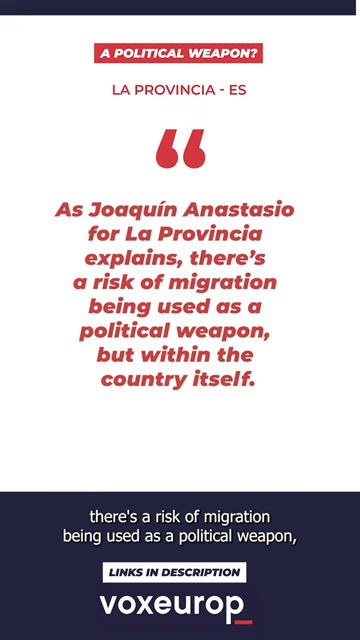 A POLITICAL WEAPON?
LA PROVINCIA - ES
“
As Joaquín Anastasio
for La Provincia
explains, there’s
a risk of migration
being used as a
political weapon,
but within the
country itself.
there's a risk of migration
being used as a political weapon,
LINKS IN DESCRIPTION
voxeurop_